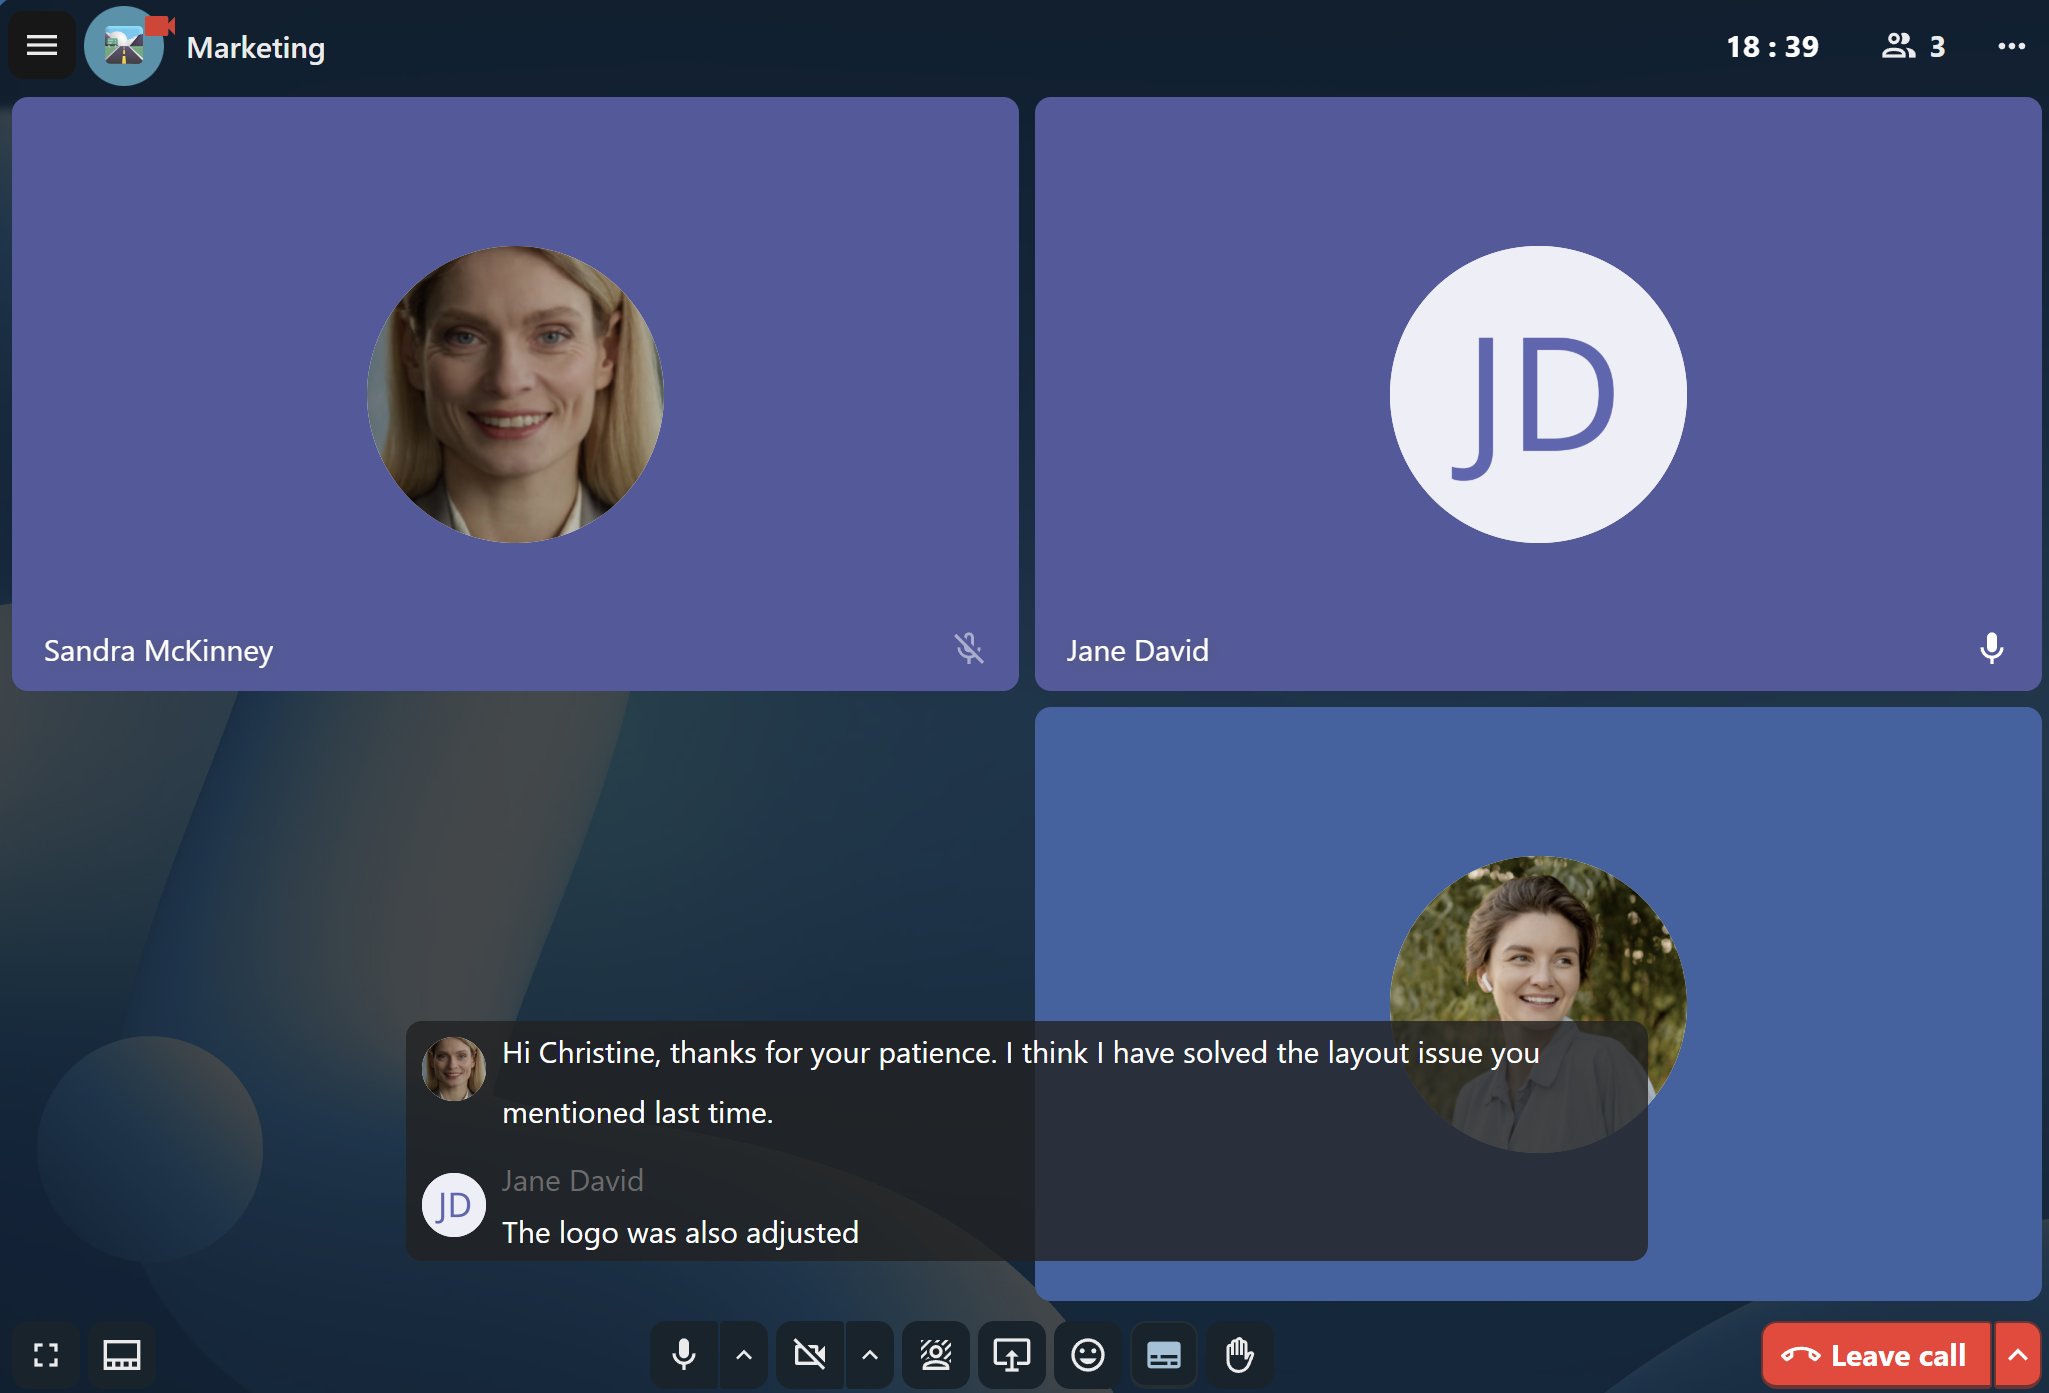 Marketing
18 : 39
3
JD
Sandra McKinney
Jane David
Hi Christine, thanks for your patience. I think I have solved the layout issue you
mentioned last time.
Jane David
JD
The logo was also adjusted
Leave call